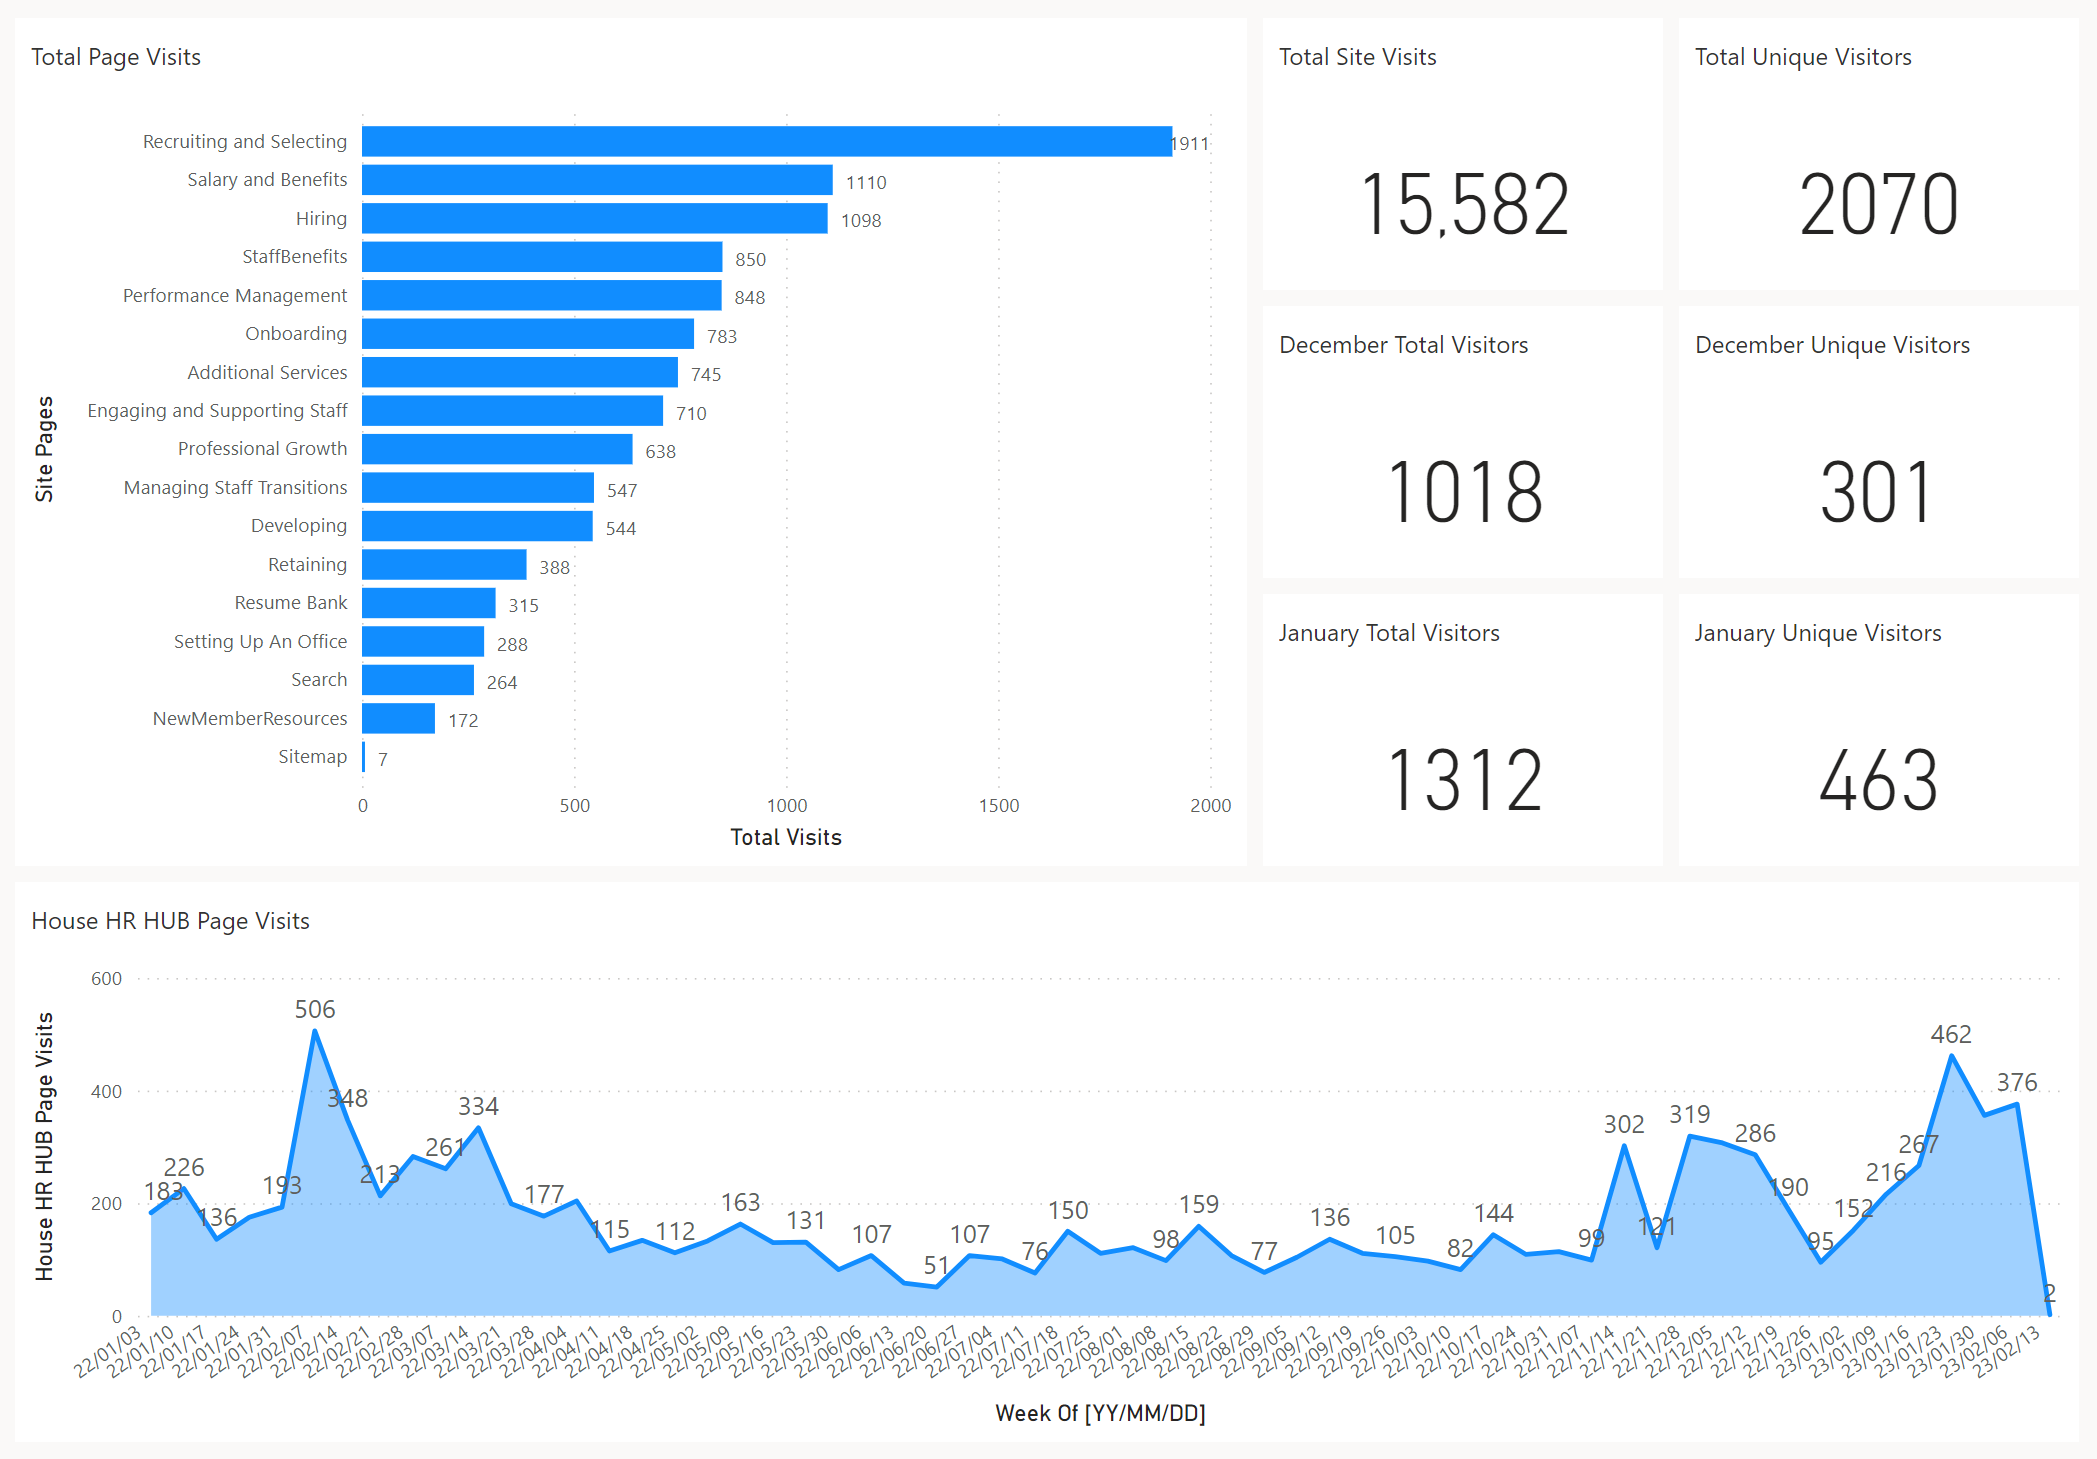 Total Page Visits
Site Pages
Recruiting and Selecting 1911
Salary and Benefits 1110
Hiring 1098
StaffBenefits 850
Performance Management 848
Onboarding 783
Additional Services 745
Engaging and Supporting Staff 710
Professional Growth 638
Managing Staff Transitions 547
Developing 544
Retaining 388
Resume Bank 315
Setting Up An Office 288
Search 264
NewMemberResources 172
Sitemap 7
0 500 1000 1500 2000
Total Visits
Total Site Visits
15,582
Total Unique Visitors
2070
December Total Visitors
1018
December Unique Visitors
301
January Total Visitors
1312
January Unique Visitors
463
House HR HUB Page Visits
House HR HUB Page Visits
600
400
200
0
183 226 136 193 506 348 213 261 334 177 115 112 163 131 107 51 107 76 150 98 159 77 136 105 82 144 99 302 121 319 286 190 95 152 216 267 462 376 2
22/01/03 22/01/10 22/01/17 22/01/24 22/01/31 22/02/07 22/02/14 22/02/21 22/02/28 22/03/07 22/03/14 22/03/21 22/03/28 22/04/04 22/04/11 22/04/18 22/04/25 22/05/02 22/05/09 22/05/16 22/05/23 22/05/30 22/06/06 22/06/13 22/06/20 22/06/27 22/07/04 22/07/11 22/07/18 22/07/25 22/08/01 22/08/08 22/08/15 22/08/22 22/08/29 22/09/05 22/09/12 22/09/19 22/09/26 22/10/03 22/10/10 22/10/17 22/10/24 22/10/31 22/11/07 22/11/14 22/11/21 22/11/28 22/12/05 22/12/12 22/12/19 22/12/26 23/01/02 23/01/09 23/01/16 23/01/23 23/01/30 23/02/06 23/02/13
Week Of [YY/MM/DD]